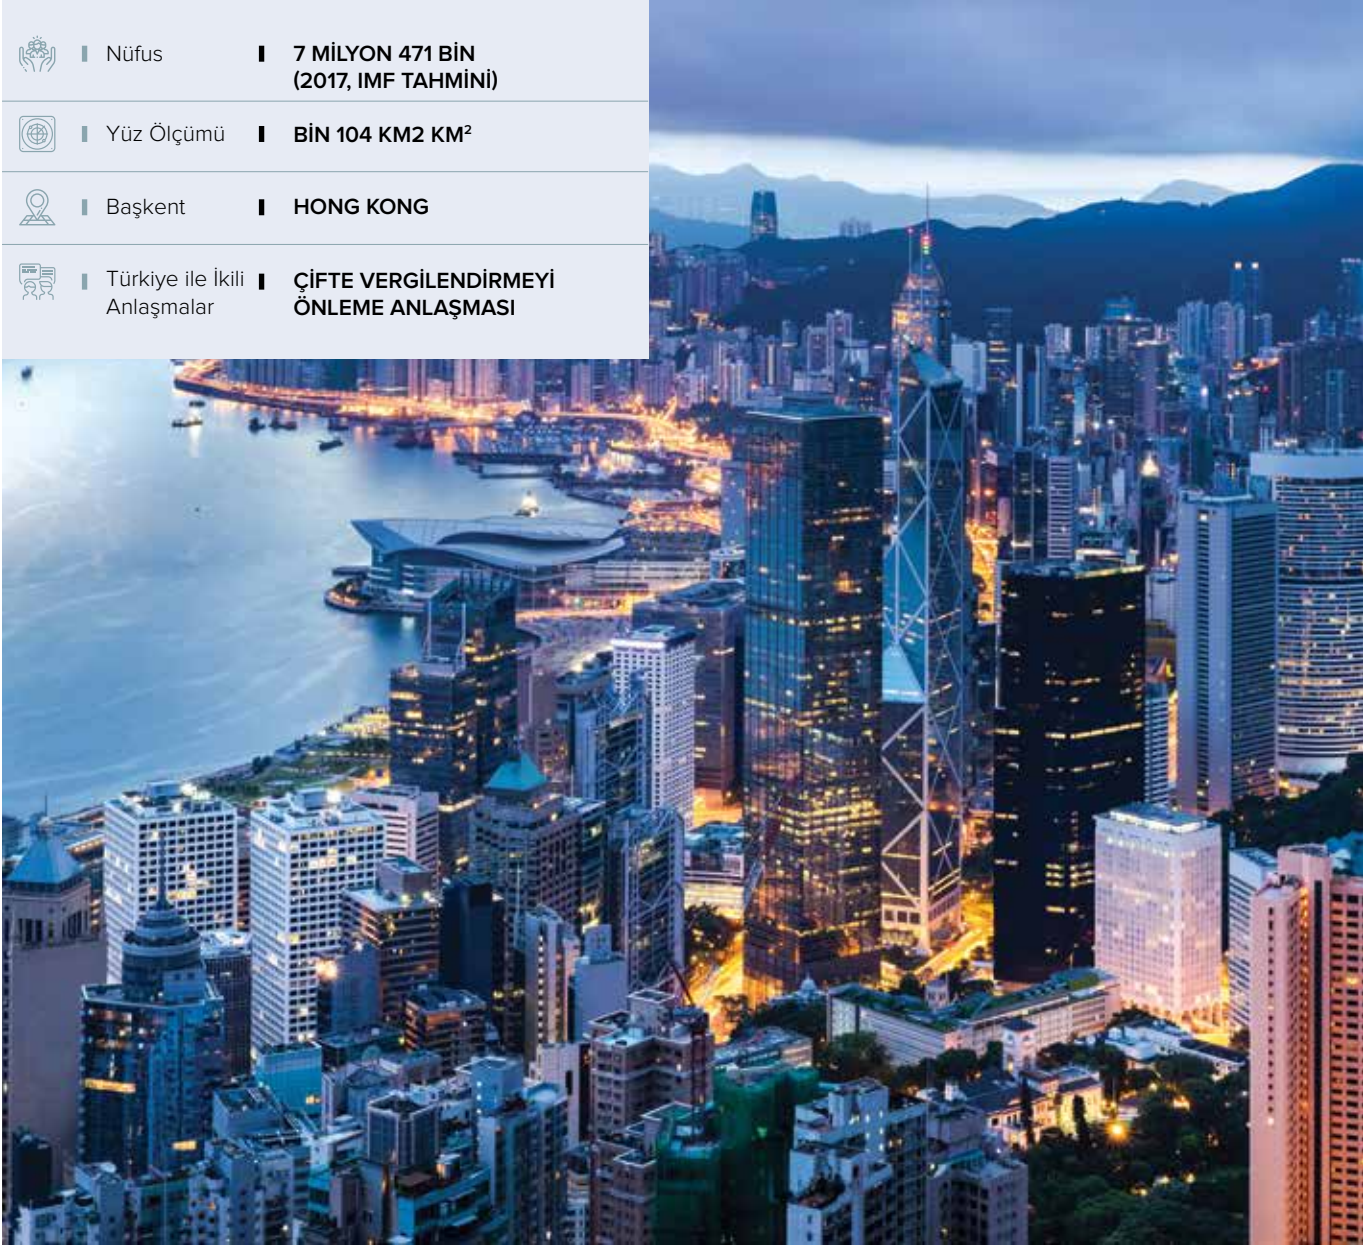 Nüfus 7 MİLYON 471 BİN
(2017, IMF TAHMİNİ)
Yüz Ölçümü BİN 104 KM2 KM²
Başkent HONG KONG
Türkiye ile İkili ÇİFTE VERGİLENDİRMEYİ
Anlaşmalar ÖNLEME ANLAŞMASI